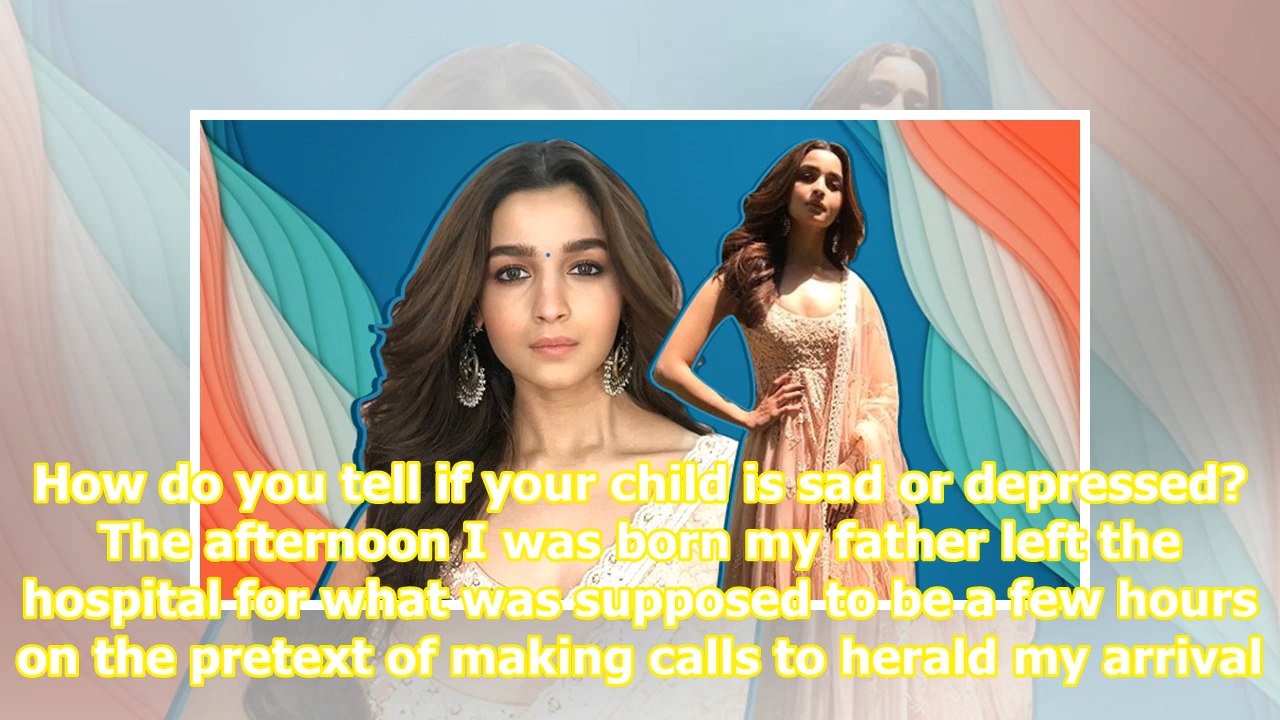 How do you tell if your child is sad or depressed?
The afternoon I was born my father left the
hospital for what was supposed to be a few hours
on the pretext of making calls to herald my arrival